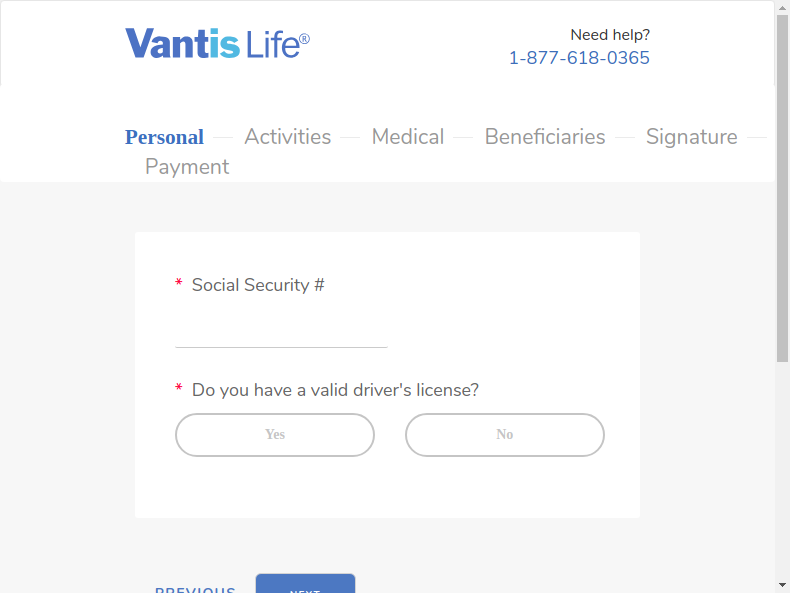 Vantis Life®
Need help?
1-877-618-0365
Personal
Activities
Medical
Beneficiaries
Signature
Payment
* Social Security #
* Do you have a valid driver's license?
Yes
No
PREVIOUS
NEXT